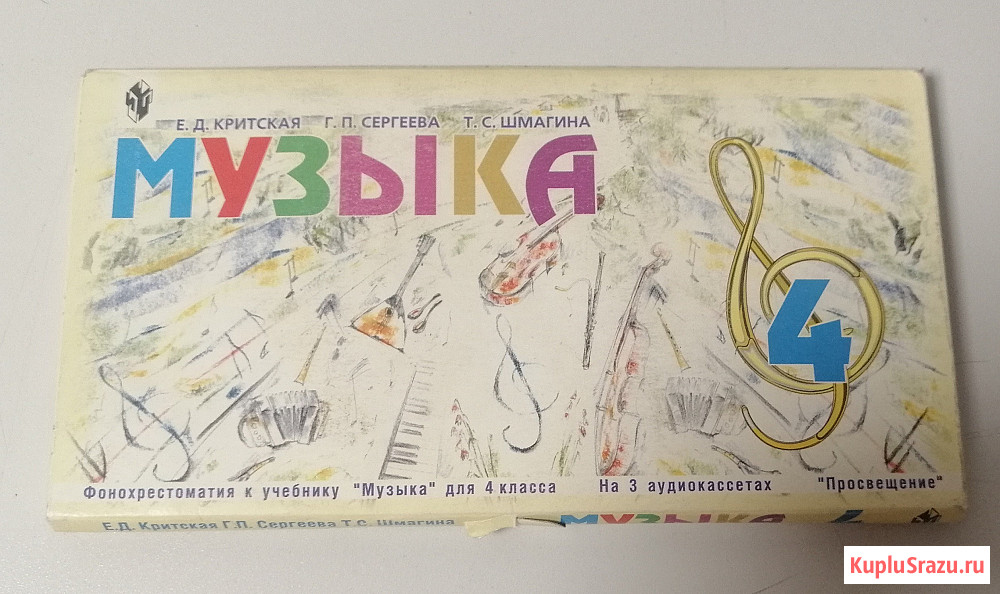 Е. Д. КРИТСКАЯ Г. П. СЕРГЕЕВА Т. С. ШМАГИНА
МУЗЫКА
4
Фонохрестоматия к учебнику "Музыка" для 4 класса На 3 аудиокассетах "Просвещение"
Е.Д. Критская Г.П. Сергеева Т.С. Шмагина МУЗЫКА 4
KupluSrazu.ru